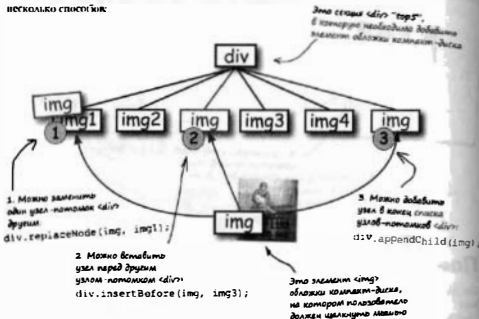 несколько способов:
Это секция <div> "top5",
в которую необходимо добавить
элемент обложки компакт-диска
div
img
img1
img2
img
img3
img4
img
1
2
3
img
1. Можно заменить
один узел-потомок <div>
другим
div.replaceNode(img, img1);
2 Можно вставить
узел перед другим
узлом-потомком <div>:
div.insertBefore(img, img3);
3 Можно добавить
узел в конец списка
узлов-потомков <div>:
div.appendChild(img)
Это элемент <img>
обложки компакт-диска,
на котором пользователь
должен щелкнуть мышью